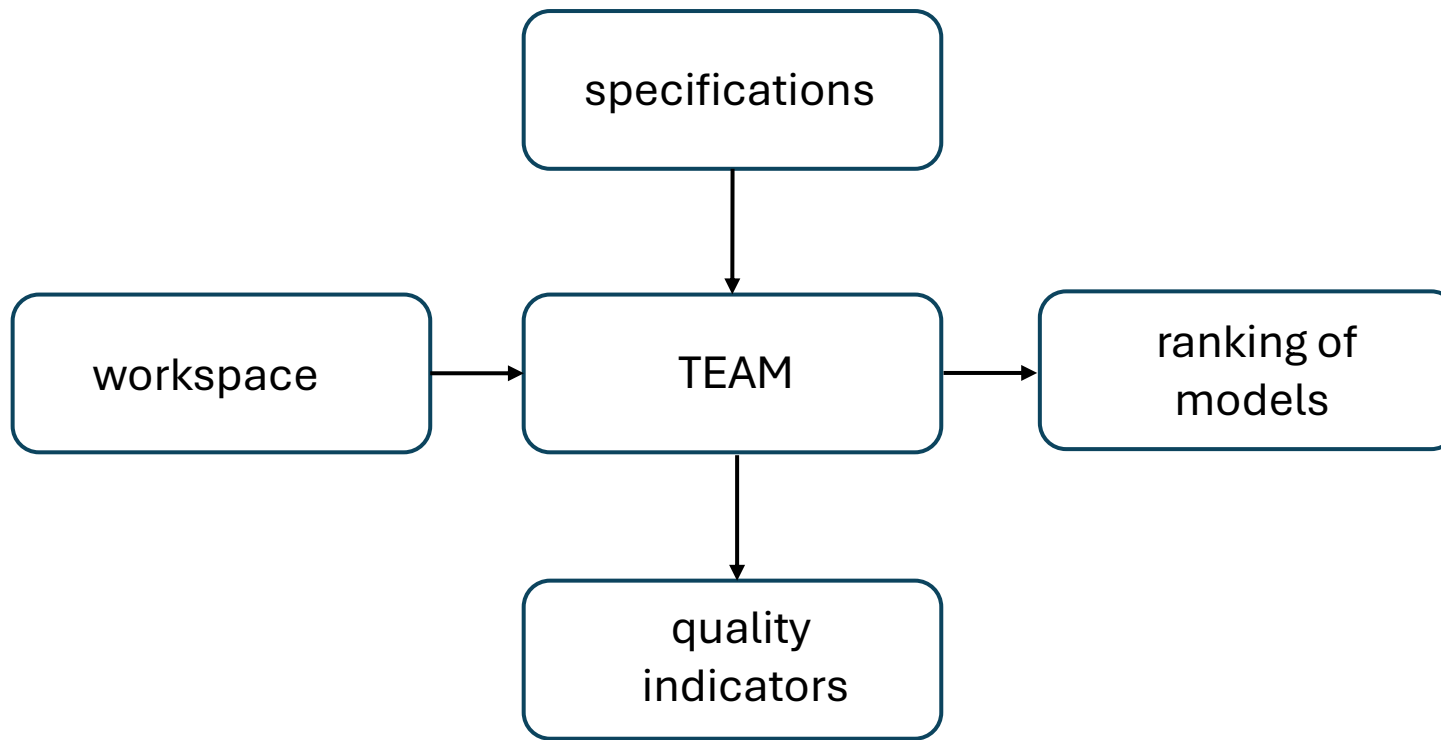 specifications
workspace
TEAM
ranking of
models
quality
indicators